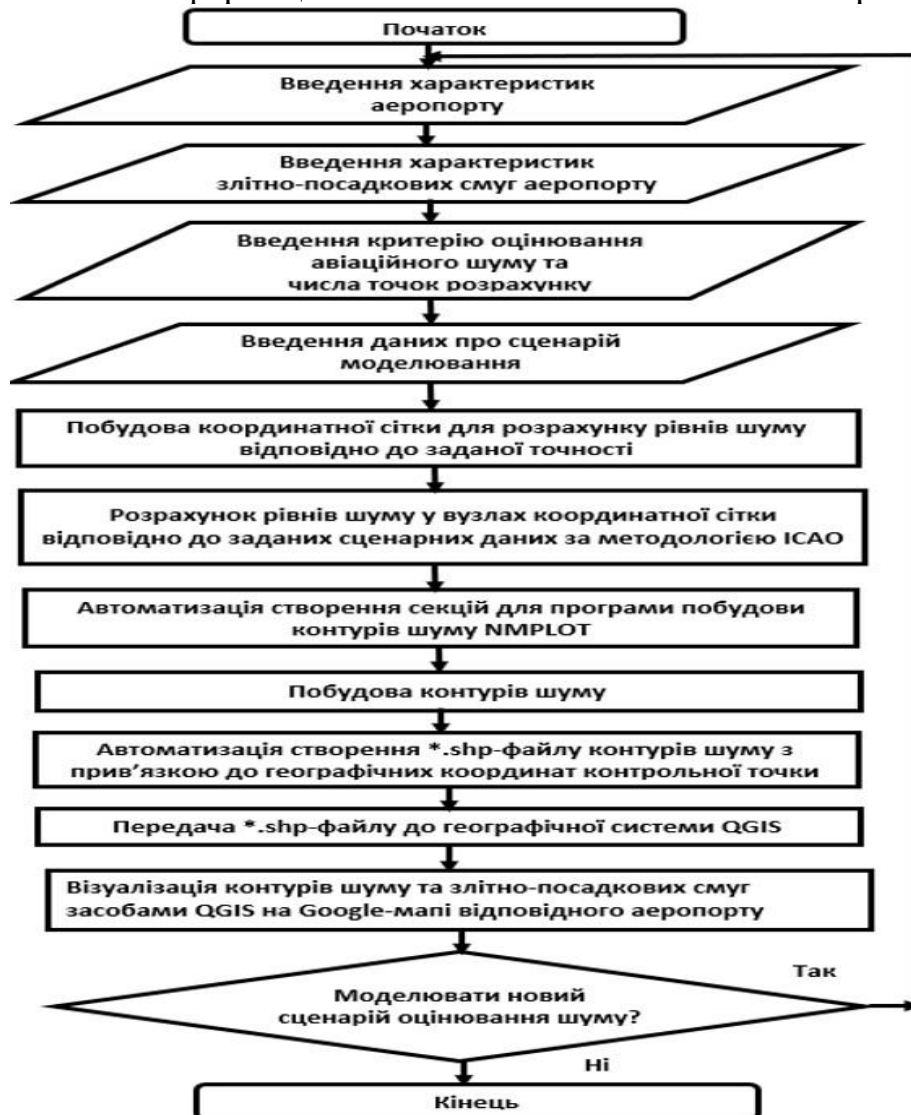 Початок
Введення характеристик
аеропорту
Введення характеристик
злітно-посадкових смуг аеропорту
Введення критерію оцінювання
авіаційного шуму та
числа точок розрахунку
Введення даних про сценарій
моделювання
Побудова координатної сітки для розрахунку рівнів шуму
відповідно до заданої точності
Розрахунок рівнів шуму у вузлах координатної сітки
відповідно до заданих сценарних даних за методологією ICAO
Автоматизація створення секцій для програми побудови
контурів шуму NMPLOT
Побудова контурів шуму
Автоматизація створення *.shp-файлу контурів шуму з
прив’язкою до географічних координат контрольної точки
Передача *.shp-файлу до географічної системи QGIS
Візуалізація контурів шуму та злітно-посадкових смуг
засобами QGIS на Google-мапі відповідного аеропорту
Так
Моделювати новий
сценарій оцінювання шуму?
Ні
Кінець